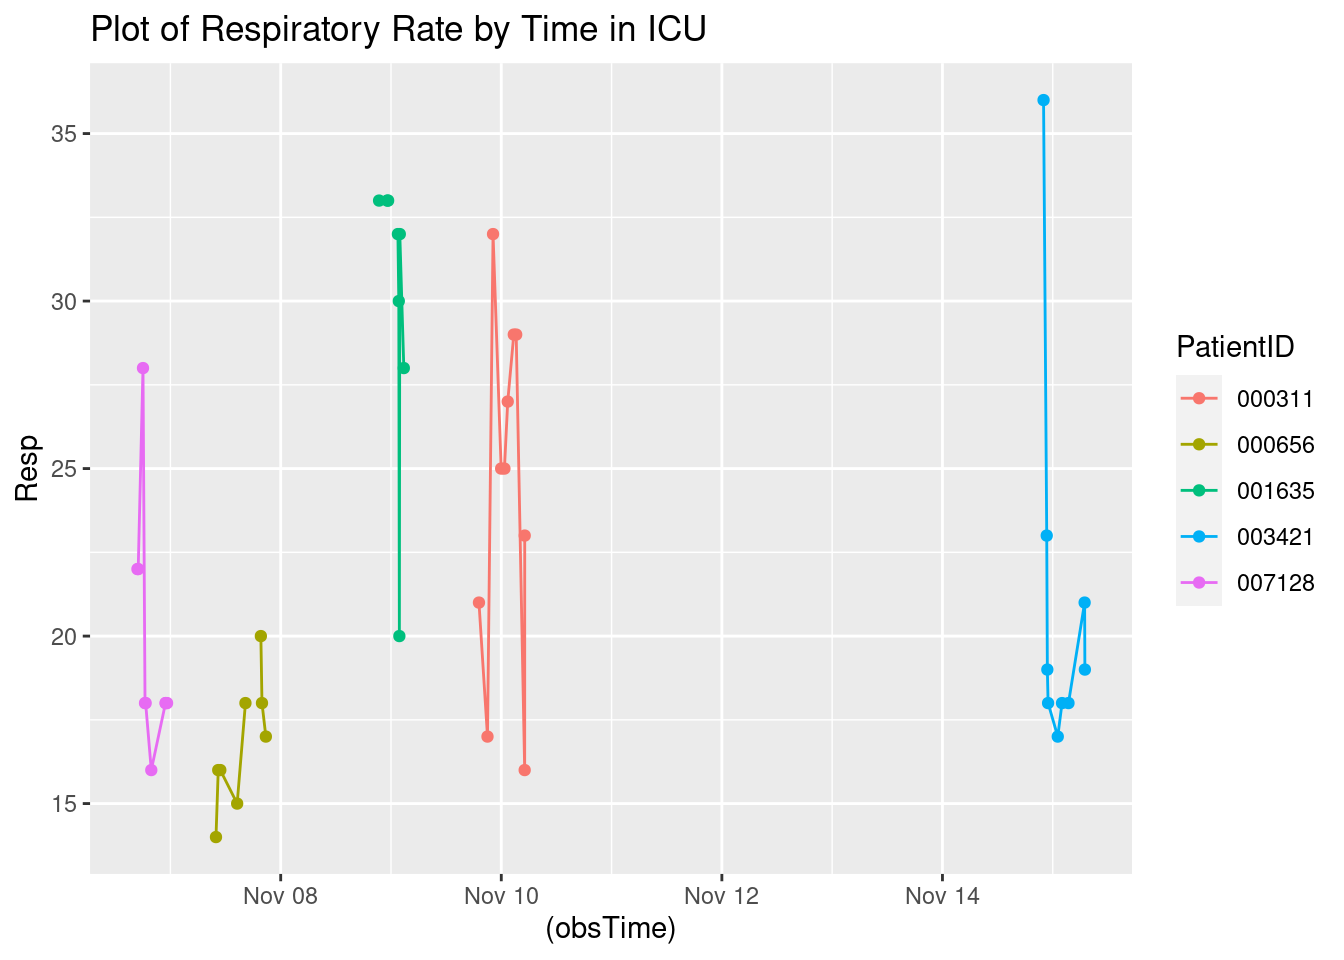 Plot of Respiratory Rate by Time in ICU
35
30
25
20
15
Resp
Nov 08
Nov 10
Nov 12
Nov 14
(obsTime)
PatientID
000311
000656
001635
003421
007128